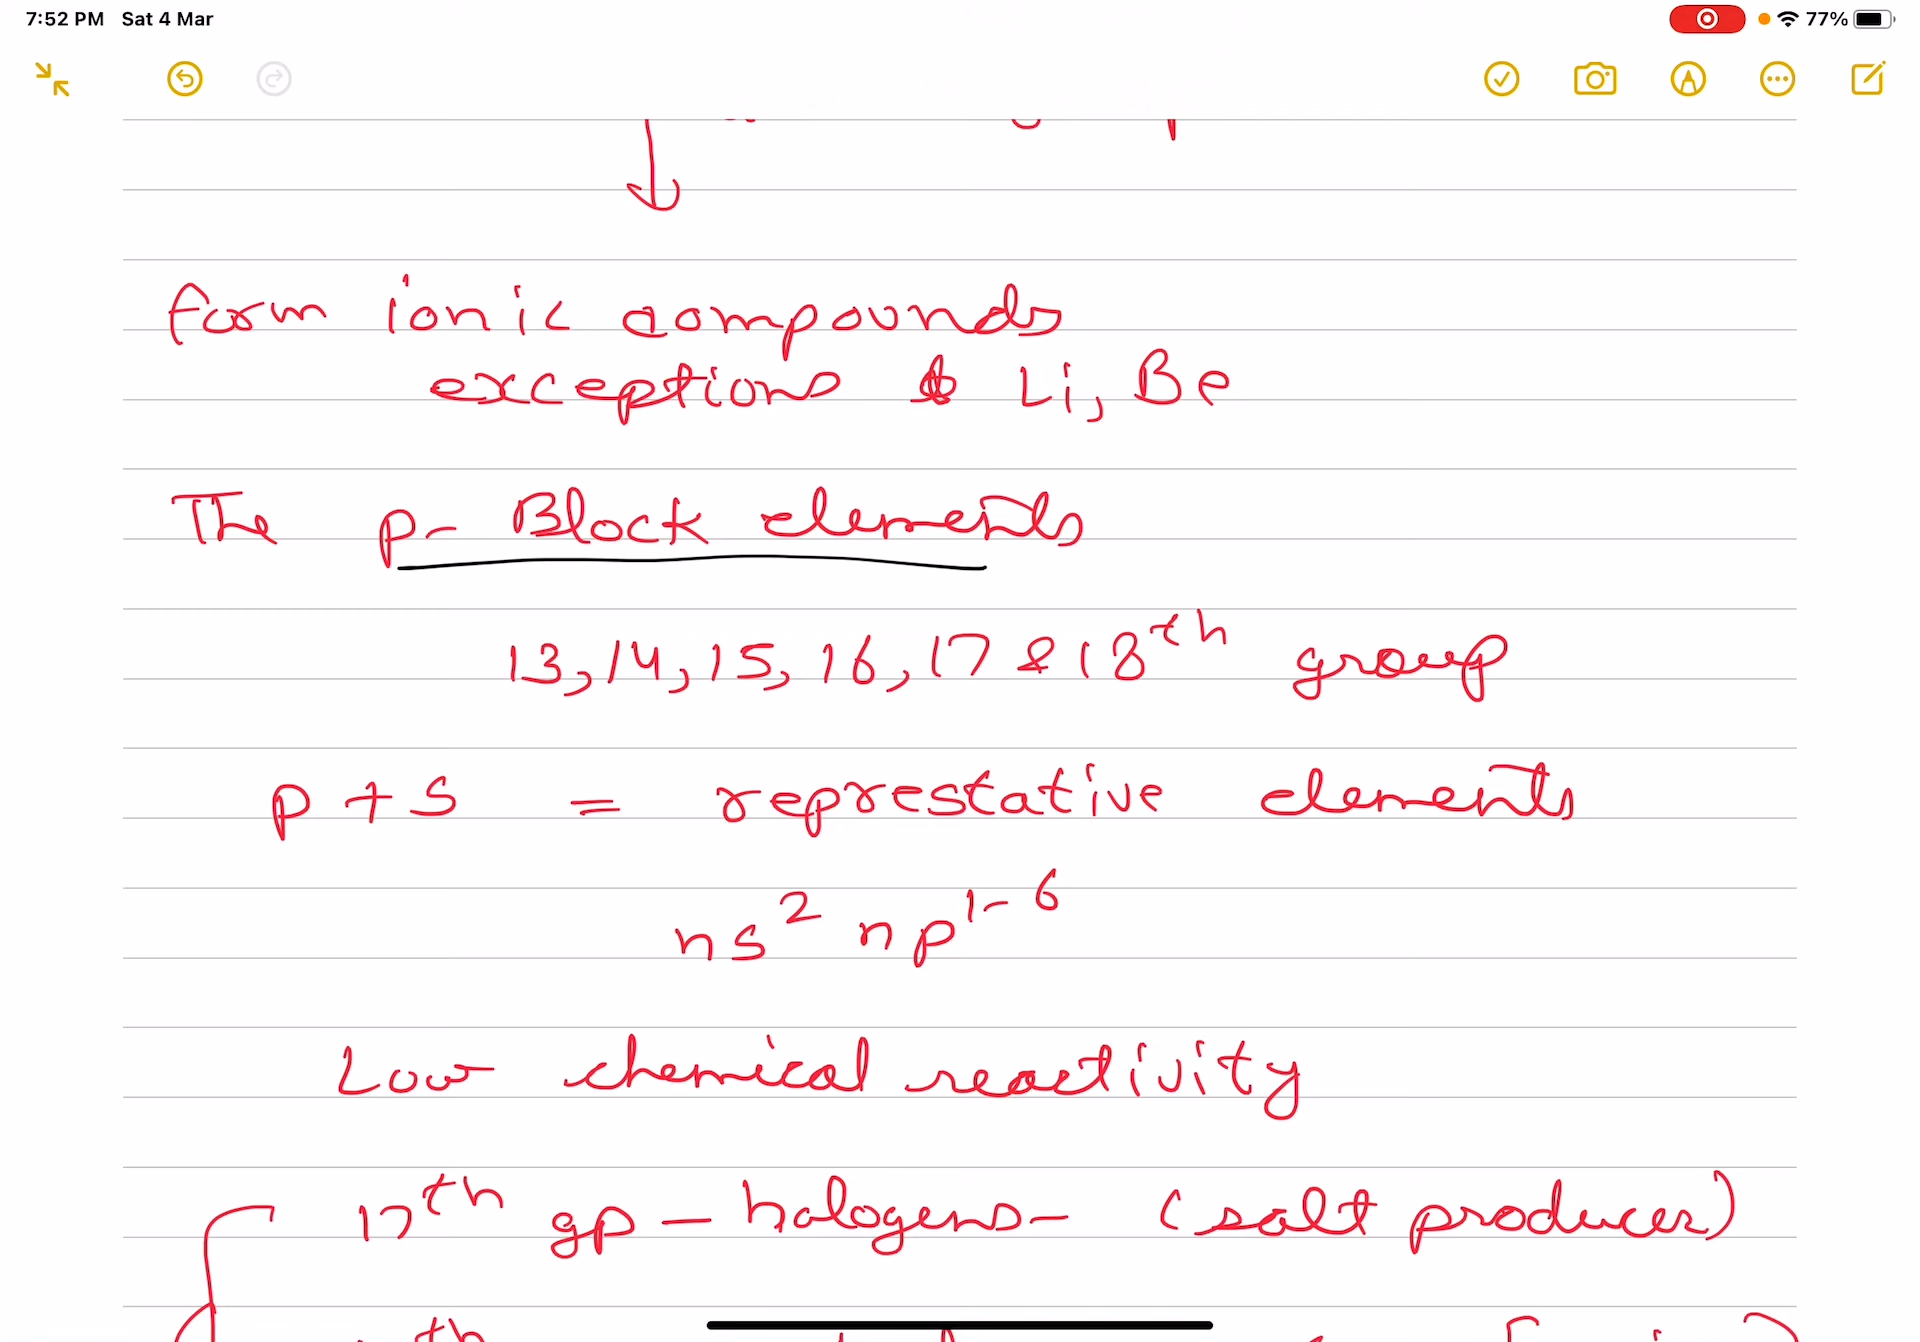 7:52 PM Sat 4 Mar 77%
form ionic compounds
exceptions Li, Be
The p- Block elements
13, 14, 15, 16, 17 & 18th group
p + s = represtative elements
ns2 np1-6
Low chemical reactivity
17th gp - halogens - (salt producer)
th